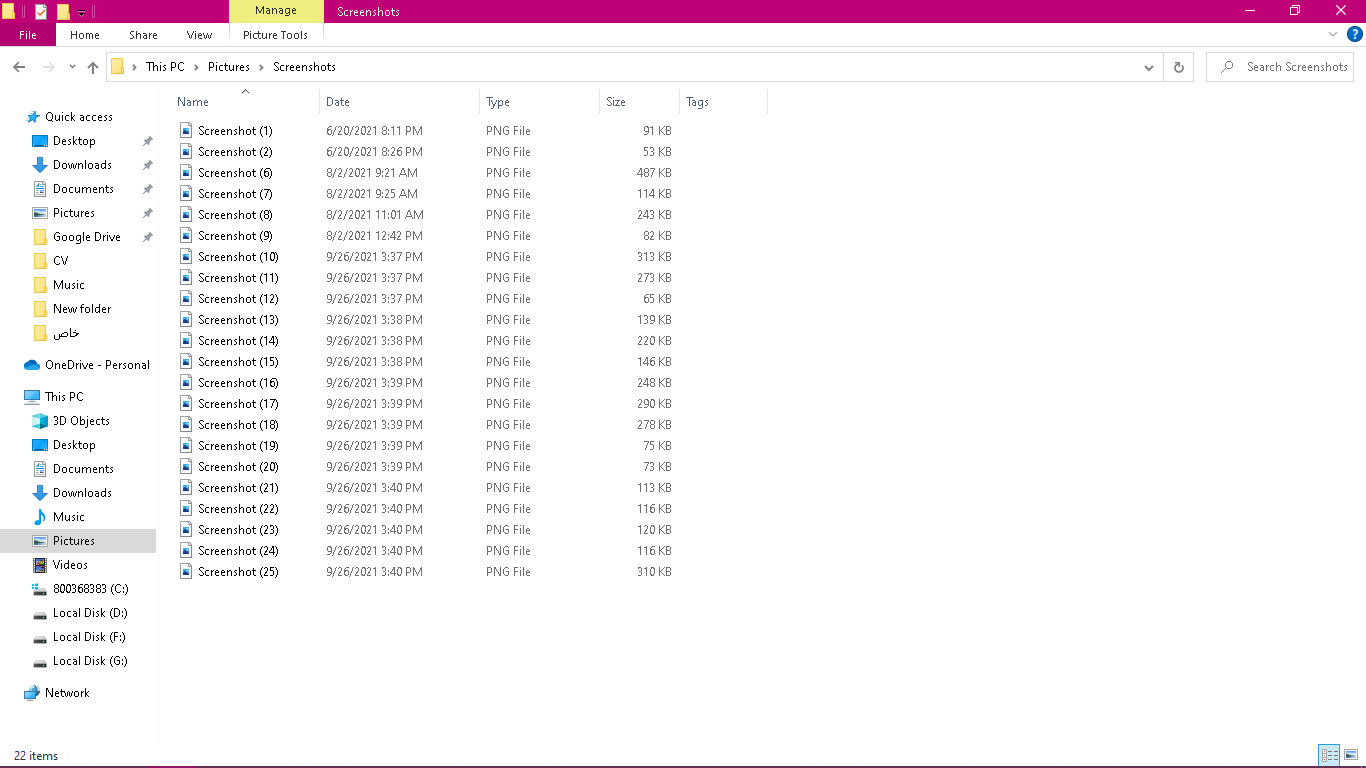 Manage
Screenshots
File
Home
Share
View
Picture Tools
?
This PC
Pictures
Screenshots
Search Screenshots
Name
Date
Type
Size
Tags
Quick access
Desktop
Downloads
Documents
Pictures
Google Drive
CV
Music
New folder
خاص
OneDrive - Personal
This PC
3D Objects
Desktop
Documents
Downloads
Music
Pictures
Videos
800368383 (C:)
Local Disk (D:)
Local Disk (F:)
Local Disk (G:)
Network
Screenshot (1) 6/20/2021 8:11 PM PNG File 91 KB
Screenshot (2) 6/20/2021 8:26 PM PNG File 53 KB
Screenshot (6) 8/2/2021 9:21 AM PNG File 487 KB
Screenshot (7) 8/2/2021 9:25 AM PNG File 114 KB
Screenshot (8) 8/2/2021 11:01 AM PNG File 243 KB
Screenshot (9) 8/2/2021 12:42 PM PNG File 82 KB
Screenshot (10) 9/26/2021 3:37 PM PNG File 313 KB
Screenshot (11) 9/26/2021 3:37 PM PNG File 273 KB
Screenshot (12) 9/26/2021 3:37 PM PNG File 65 KB
Screenshot (13) 9/26/2021 3:38 PM PNG File 139 KB
Screenshot (14) 9/26/2021 3:38 PM PNG File 220 KB
Screenshot (15) 9/26/2021 3:38 PM PNG File 146 KB
Screenshot (16) 9/26/2021 3:39 PM PNG File 248 KB
Screenshot (17) 9/26/2021 3:39 PM PNG File 290 KB
Screenshot (18) 9/26/2021 3:39 PM PNG File 278 KB
Screenshot (19) 9/26/2021 3:39 PM PNG File 75 KB
Screenshot (20) 9/26/2021 3:39 PM PNG File 73 KB
Screenshot (21) 9/26/2021 3:40 PM PNG File 113 KB
Screenshot (22) 9/26/2021 3:40 PM PNG File 116 KB
Screenshot (23) 9/26/2021 3:40 PM PNG File 120 KB
Screenshot (24) 9/26/2021 3:40 PM PNG File 116 KB
Screenshot (25) 9/26/2021 3:40 PM PNG File 310 KB
22 items